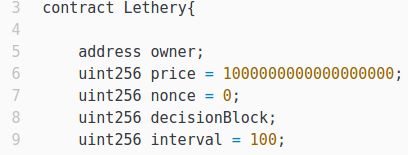 3 contract Lethery{
4
5 address owner;
6 uint256 price = 1000000000000000000;
7 uint256 nonce = 0;
8 uint256 decisionBlock;
9 uint256 interval = 100;